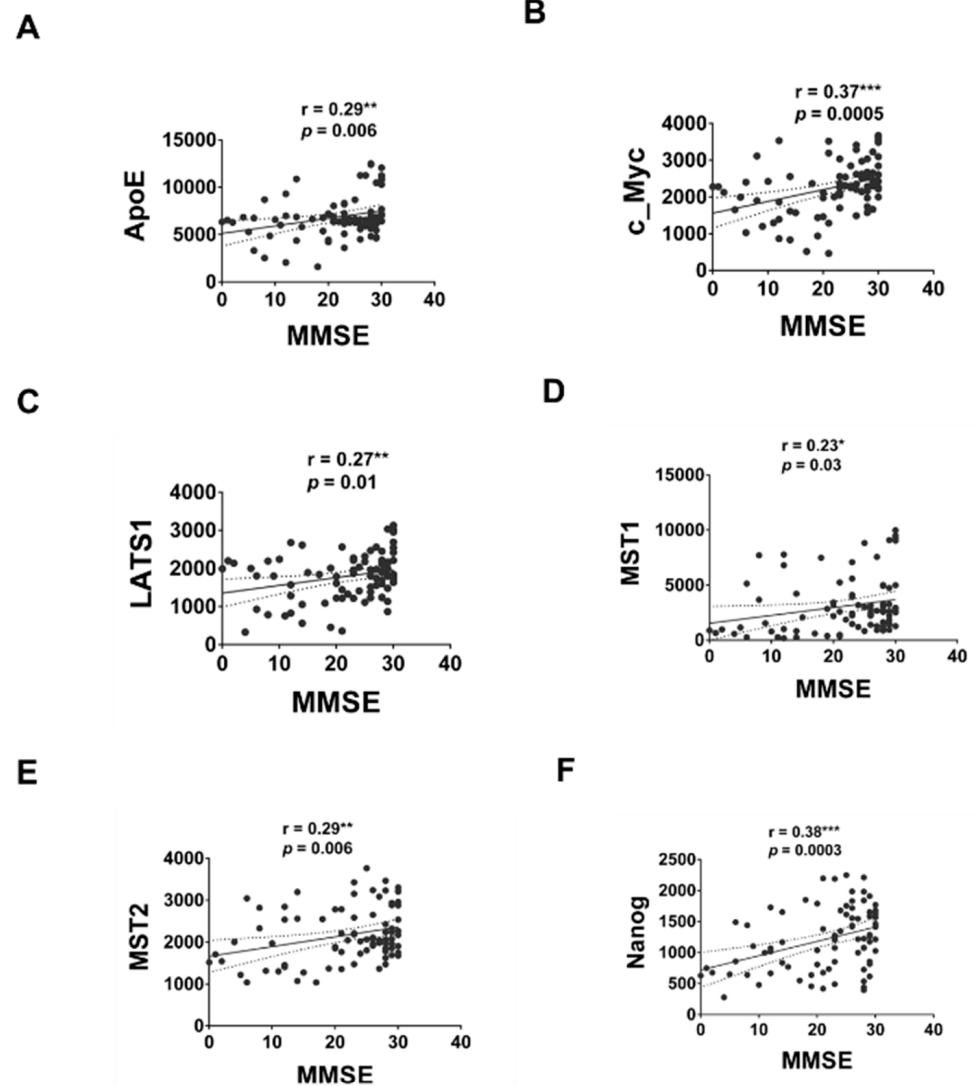 A
r = 0.29**
p = 0.006
15000
10000
5000
0
ApoE
0 10 20 30 40
MMSE
B
r = 0.37***
p = 0.0005
4000
3000
2000
1000
0
c_Myc
0 10 20 30 40
MMSE
C
r = 0.27**
p = 0.01
4000
3000
2000
1000
0
LATS1
0 10 20 30 40
MMSE
D
r = 0.23*
p = 0.03
15000
10000
5000
0
MST1
0 10 20 30 40
MMSE
E
r = 0.29**
p = 0.006
4000
3000
2000
1000
0
MST2
0 10 20 30 40
MMSE
F
r = 0.38***
p = 0.0003
2500
2000
1500
1000
500
0
Nanog
0 10 20 30 40
MMSE